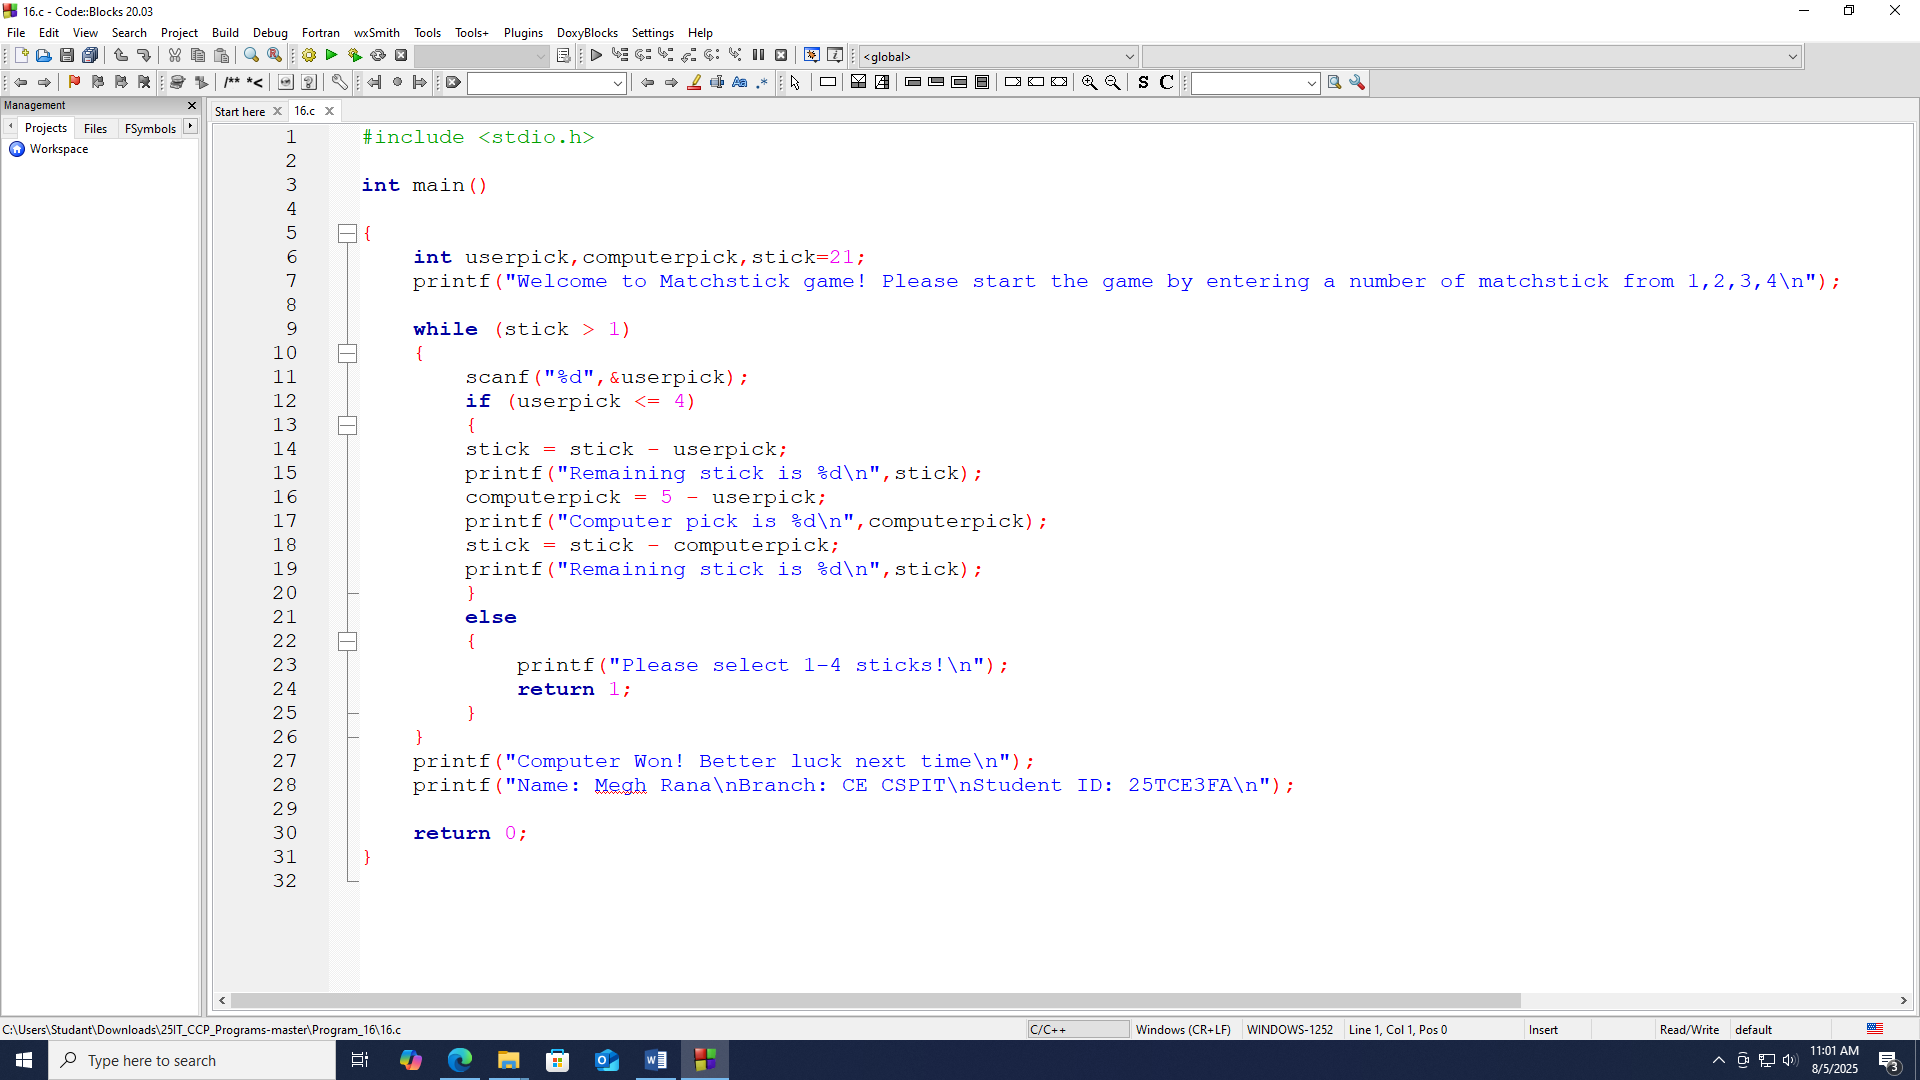 16.c - Code::Blocks 20.03
File Edit View Search Project Build Debug Fortran wxSmith Tools Tools+ Plugins DoxyBlocks Settings Help
<global>
/** *<
Aa .* S C
Management
Start here 16.c
Projects Files FSymbols
Workspace
1 #include <stdio.h>
2
3 int main()
4
5 {
6 int userpick,computerpick,stick=21;
7 printf("Welcome to Matchstick game! Please start the game by entering a number of matchstick from 1,2,3,4\n");
8
9 while (stick > 1)
10 {
11 scanf("%d",&userpick);
12 if (userpick <= 4)
13 {
14 stick = stick - userpick;
15 printf("Remaining stick is %d\n",stick);
16 computerpick = 5 - userpick;
17 printf("Computer pick is %d\n",computerpick);
18 stick = stick - computerpick;
19 printf("Remaining stick is %d\n",stick);
20 }
21 else
22 {
23 printf("Please select 1-4 sticks!\n");
24 return 1;
25 }
26 }
27 printf("Computer Won! Better luck next time\n");
28 printf("Name: Megh Rana\nBranch: CE CSPIT\nStudent ID: 25TCE3FA\n");
29
30 return 0;
31 }
32
C:\Users\Studant\Downloads\25IT_CCP_Programs-master\Program_16\16.c C/C++ Windows (CR+LF) WINDOWS-1252 Line 1, Col 1, Pos 0 Insert Read/Write default
Type here to search
11:01 AM
8/5/2025
3